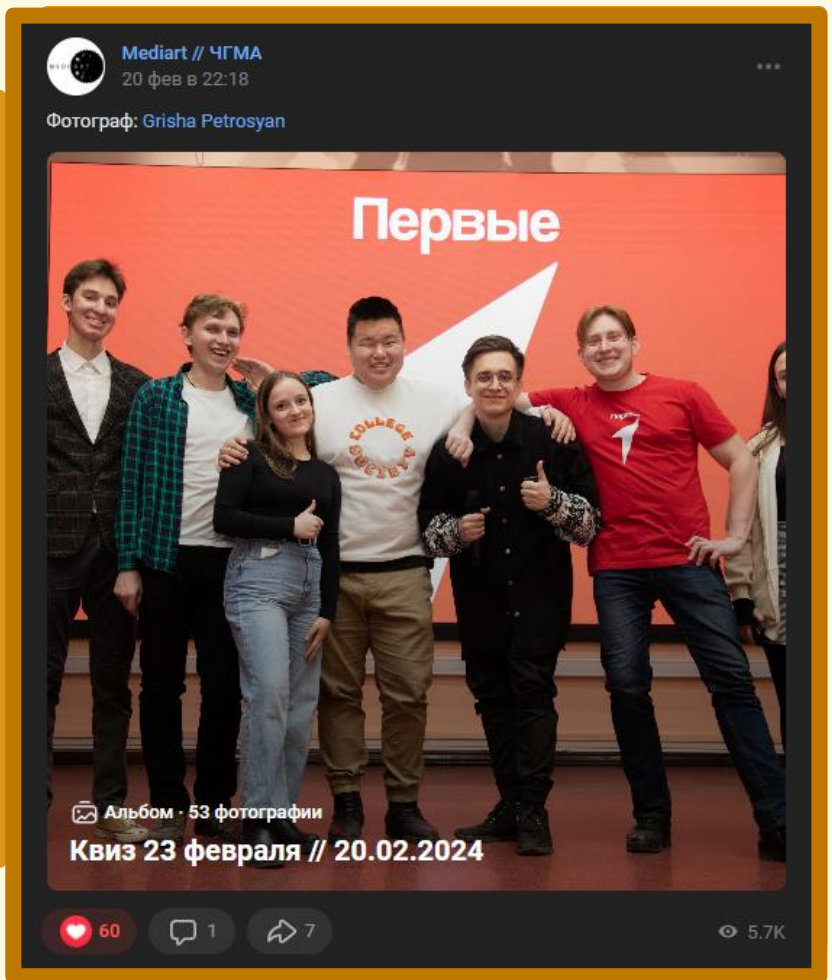 Mediart // ЧГМА
20 фев в 22:18
Фотограф: Grisha Petrosyan
Первые
COLLEGE
SOCIETY
Первые
Альбом · 53 фотографии
Квиз 23 февраля // 20.02.2024
60
1
7
5.7K